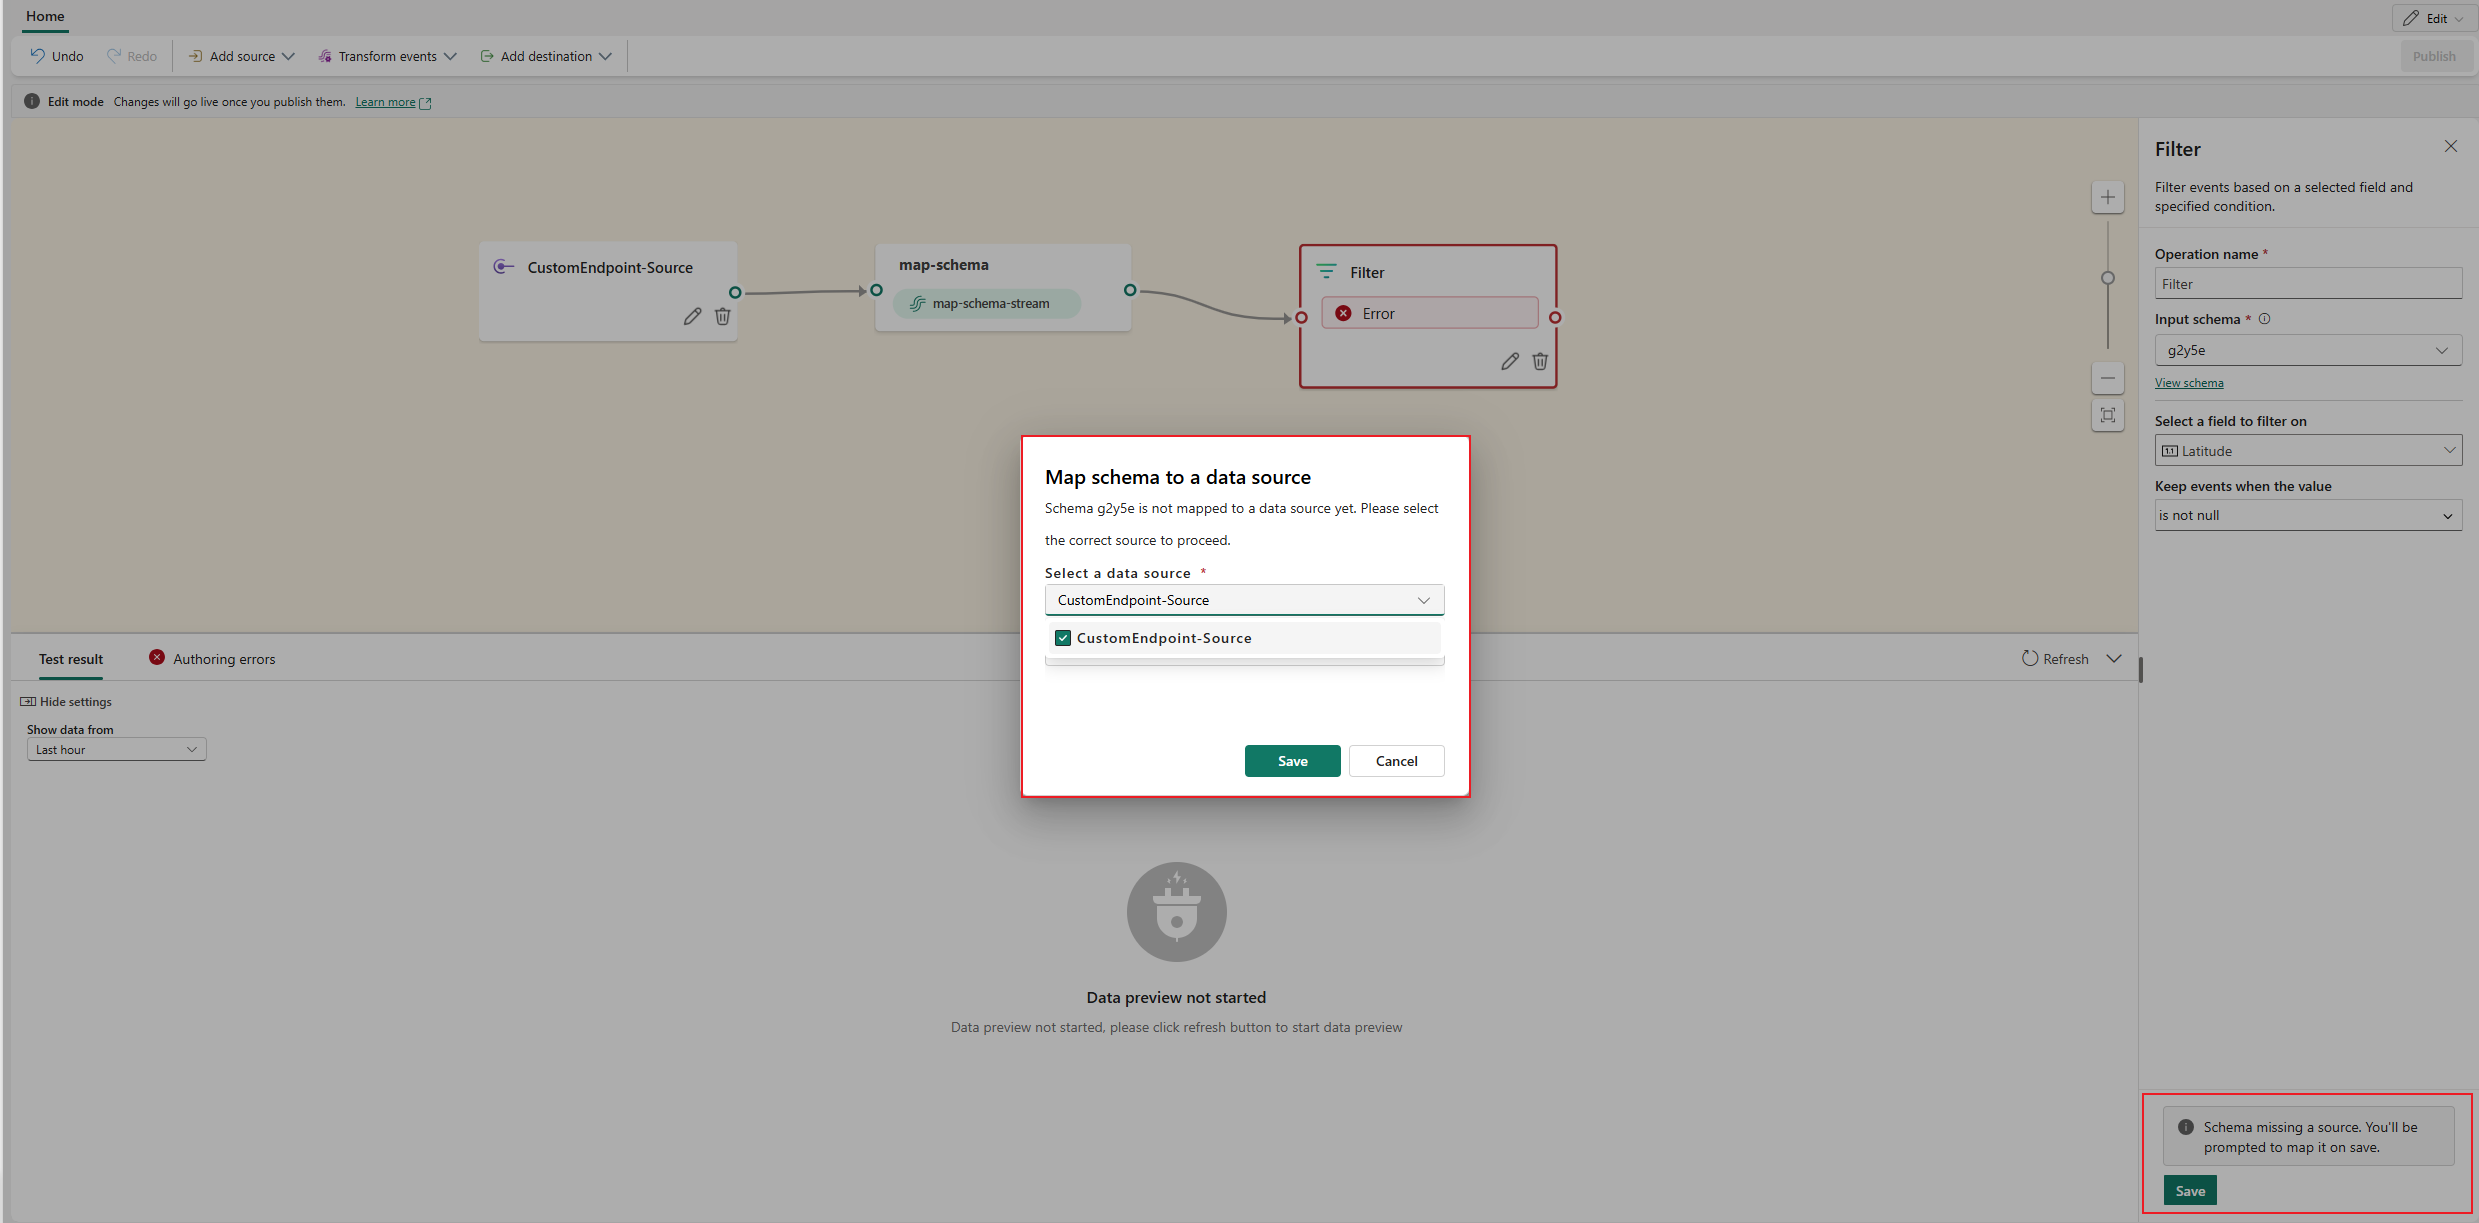 Home
Edit
Undo
Redo
Add source
Transform events
Add destination
Publish
Edit mode Changes will go live once you publish them. Learn more
CustomEndpoint-Source
map-schema
map-schema-stream
Filter
Error
Filter
Filter events based on a selected field and
specified condition.
Operation name *
Filter
Input schema *
g2y5e
View schema
Select a field to filter on
1.1 Latitude
Keep events when the value
is not null
Map schema to a data source
Schema g2y5e is not mapped to a data source yet. Please select
the correct source to proceed.
Select a data source *
CustomEndpoint-Source
CustomEndpoint-Source
Save
Cancel
Test result
Authoring errors
Refresh
Hide settings
Show data from
Last hour
Data preview not started
Data preview not started, please click refresh button to start data preview
Schema missing a source. You'll be
prompted to map it on save.
Save